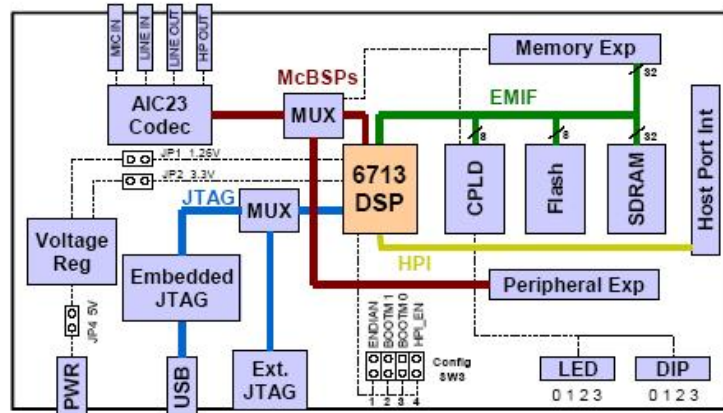 MIC IN
LINE IN
LINE OUT
HP OUT
Memory Exp
32
McBSPs
AIC23
Codec
MUX
EMIF
8
8
32
JP1 1.26V
JP2 3.3V
6713
DSP
CPLD
Flash
SDRAM
Host Port Int
JTAG
MUX
Voltage
Reg
HPI
Embedded
JTAG
Peripheral Exp
JP4 5V
ENDIAN
BOOTM 1
BOOTM 0
HPI_EN
Config
SW3
1 2 3 4
PWR
USB
Ext.
JTAG
LED
DIP
0 1 2 3
0 1 2 3